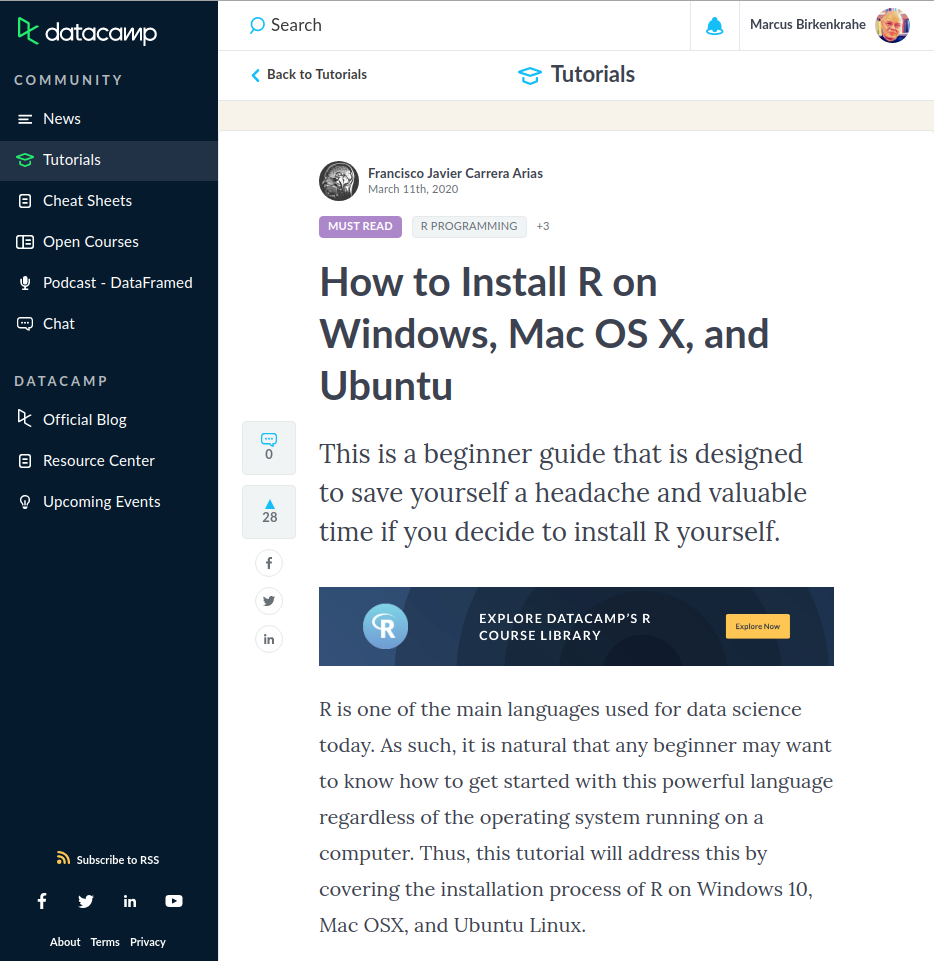 datacamp
COMMUNITY
News
Tutorials
Cheat Sheets
Open Courses
Podcast - DataFramed
Chat
DATACAMP
Official Blog
Resource Center
Upcoming Events
Subscribe to RSS
About Terms Privacy
Search
Marcus Birkenkrahe
Back to Tutorials
Tutorials
Francisco Javier Carrera Arias
March 11th, 2020
MUST READ R PROGRAMMING +3
How to Install R on
Windows, Mac OS X, and
Ubuntu
0
28
This is a beginner guide that is designed
to save yourself a headache and valuable
time if you decide to install R yourself.
R
EXPLORE DATACAMP'S R
COURSE LIBRARY
Explore Now
R is one of the main languages used for data science
today. As such, it is natural that any beginner may want
to know how to get started with this powerful language
regardless of the operating system running on a
computer. Thus, this tutorial will address this by
covering the installation process of R on Windows 10,
Mac OSX, and Ubuntu Linux.